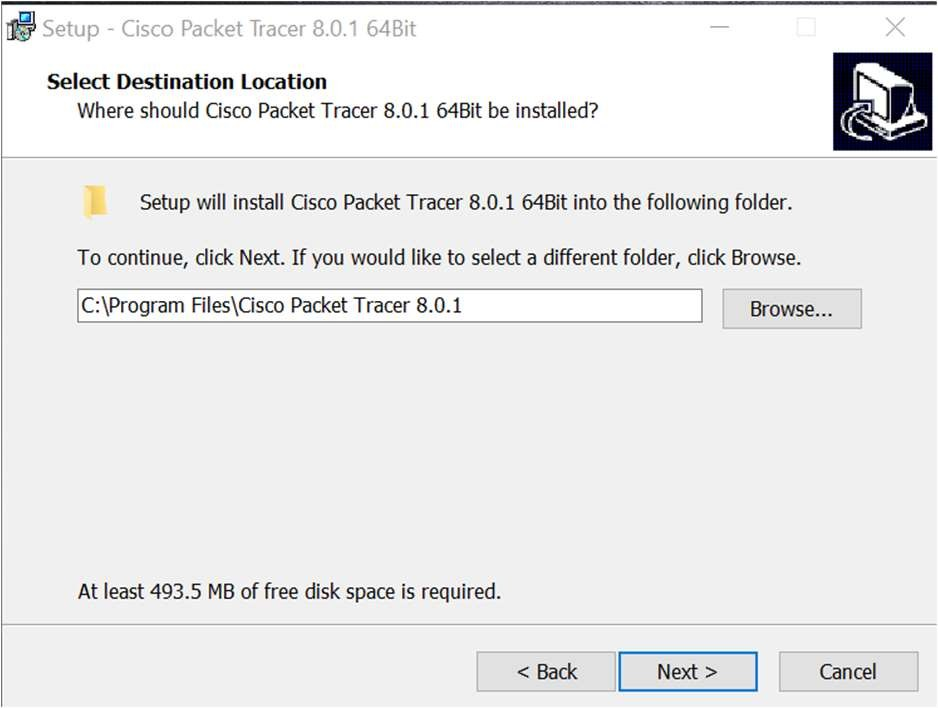 Setup - Cisco Packet Tracer 8.0.1 64Bit
Select Destination Location
Where should Cisco Packet Tracer 8.0.1 64Bit be installed?
Setup will install Cisco Packet Tracer 8.0.1 64Bit into the following folder.
To continue, click Next. If you would like to select a different folder, click Browse.
C:\Program Files\Cisco Packet Tracer 8.0.1
Browse...
At least 493.5 MB of free disk space is required.
< Back
Next >
Cancel